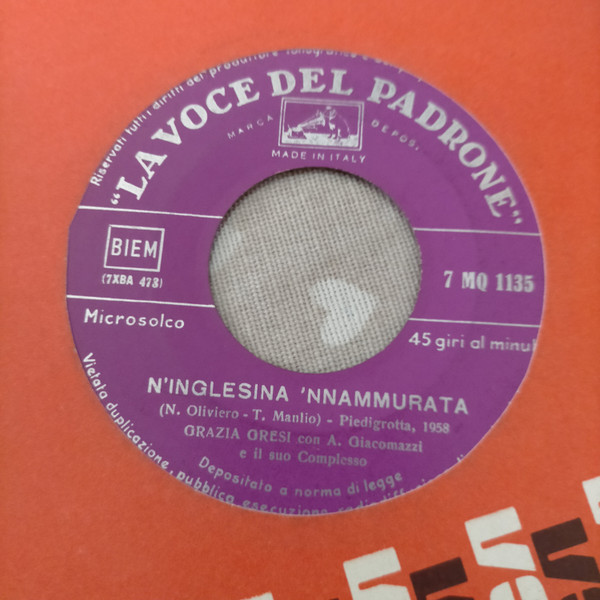 Riservati tutti i diritti del produttore fonografico e
"LA VOCE DEL PADRONE"
MARCA DEPOS.
MADE IN ITALY
BIEM
(7XBA 473)
7 MQ 1135
Microsolco
45 giri al minut
N'INGLESINA 'NNAMMURATA
(N. Oliviero - T. Manlio) - Piedigrotta, 1958
GRAZIA GRESI con A. Giacomazzi
e il suo Complesso
Depositato a norma di legge
Vietata duplicazione, pubblica esecuzione, radiodiffusione